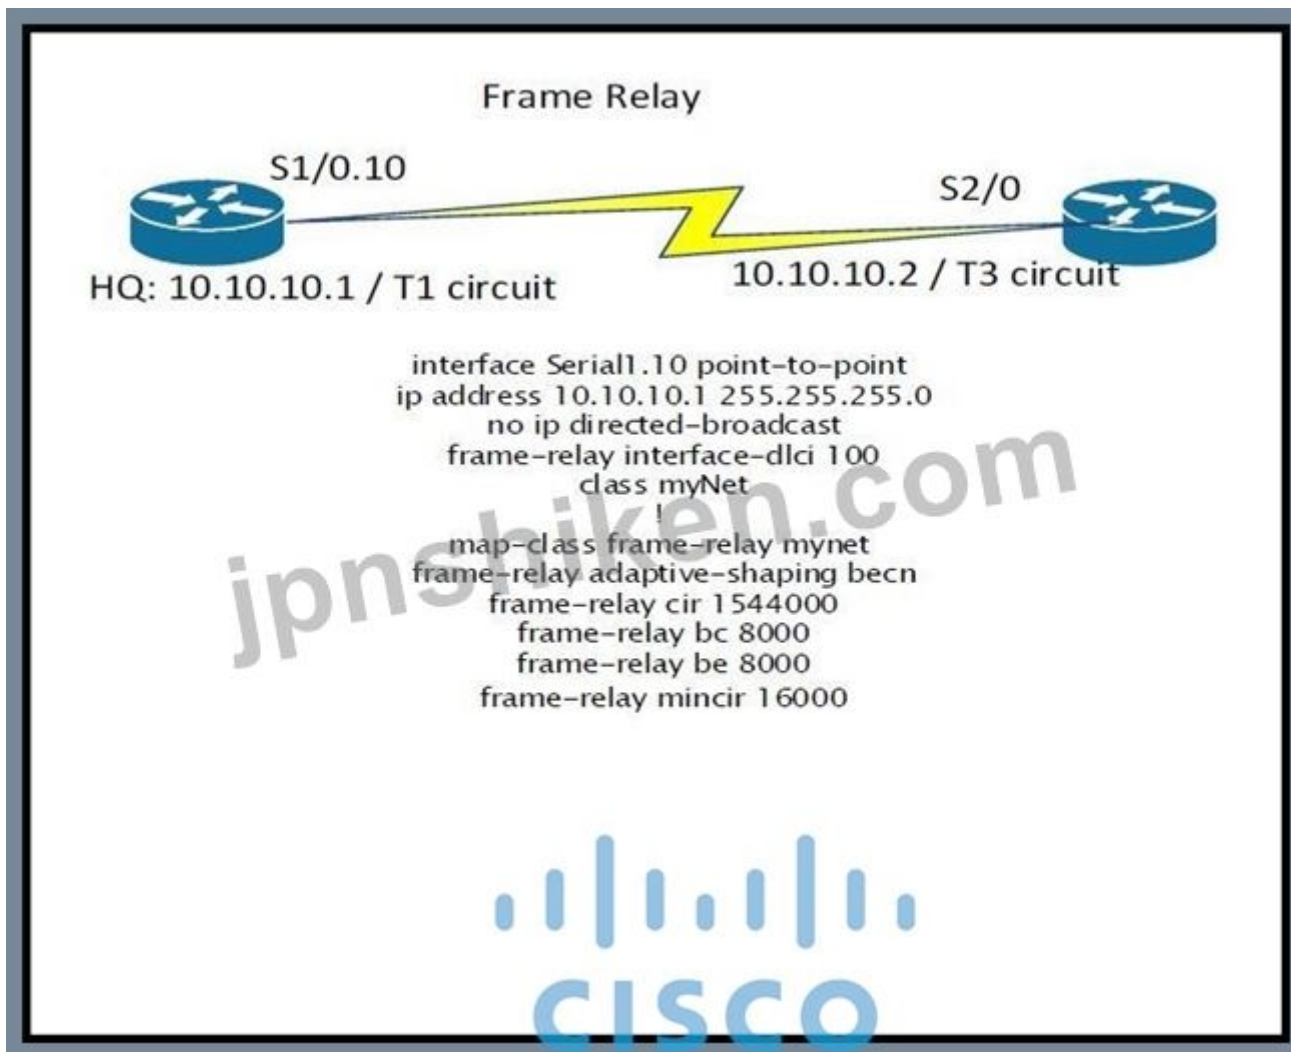 Frame Relay
S1/0.10
S2/0
HQ: 10.10.10.1 / T1 circuit
10.10.10.2 / T3 circuit
interface Serial1.10 point-to-point
ip address 10.10.10.1 255.255.255.0
no ip directed-broadcast
frame-relay interface-dlci 100
class myNet
!
map-class frame-relay mynet
frame-relay adaptive-shaping becn
frame-relay cir 1544000
frame-relay bc 8000
frame-relay be 8000
frame-relay mincir 16000
jpnshiken.com
CISCO